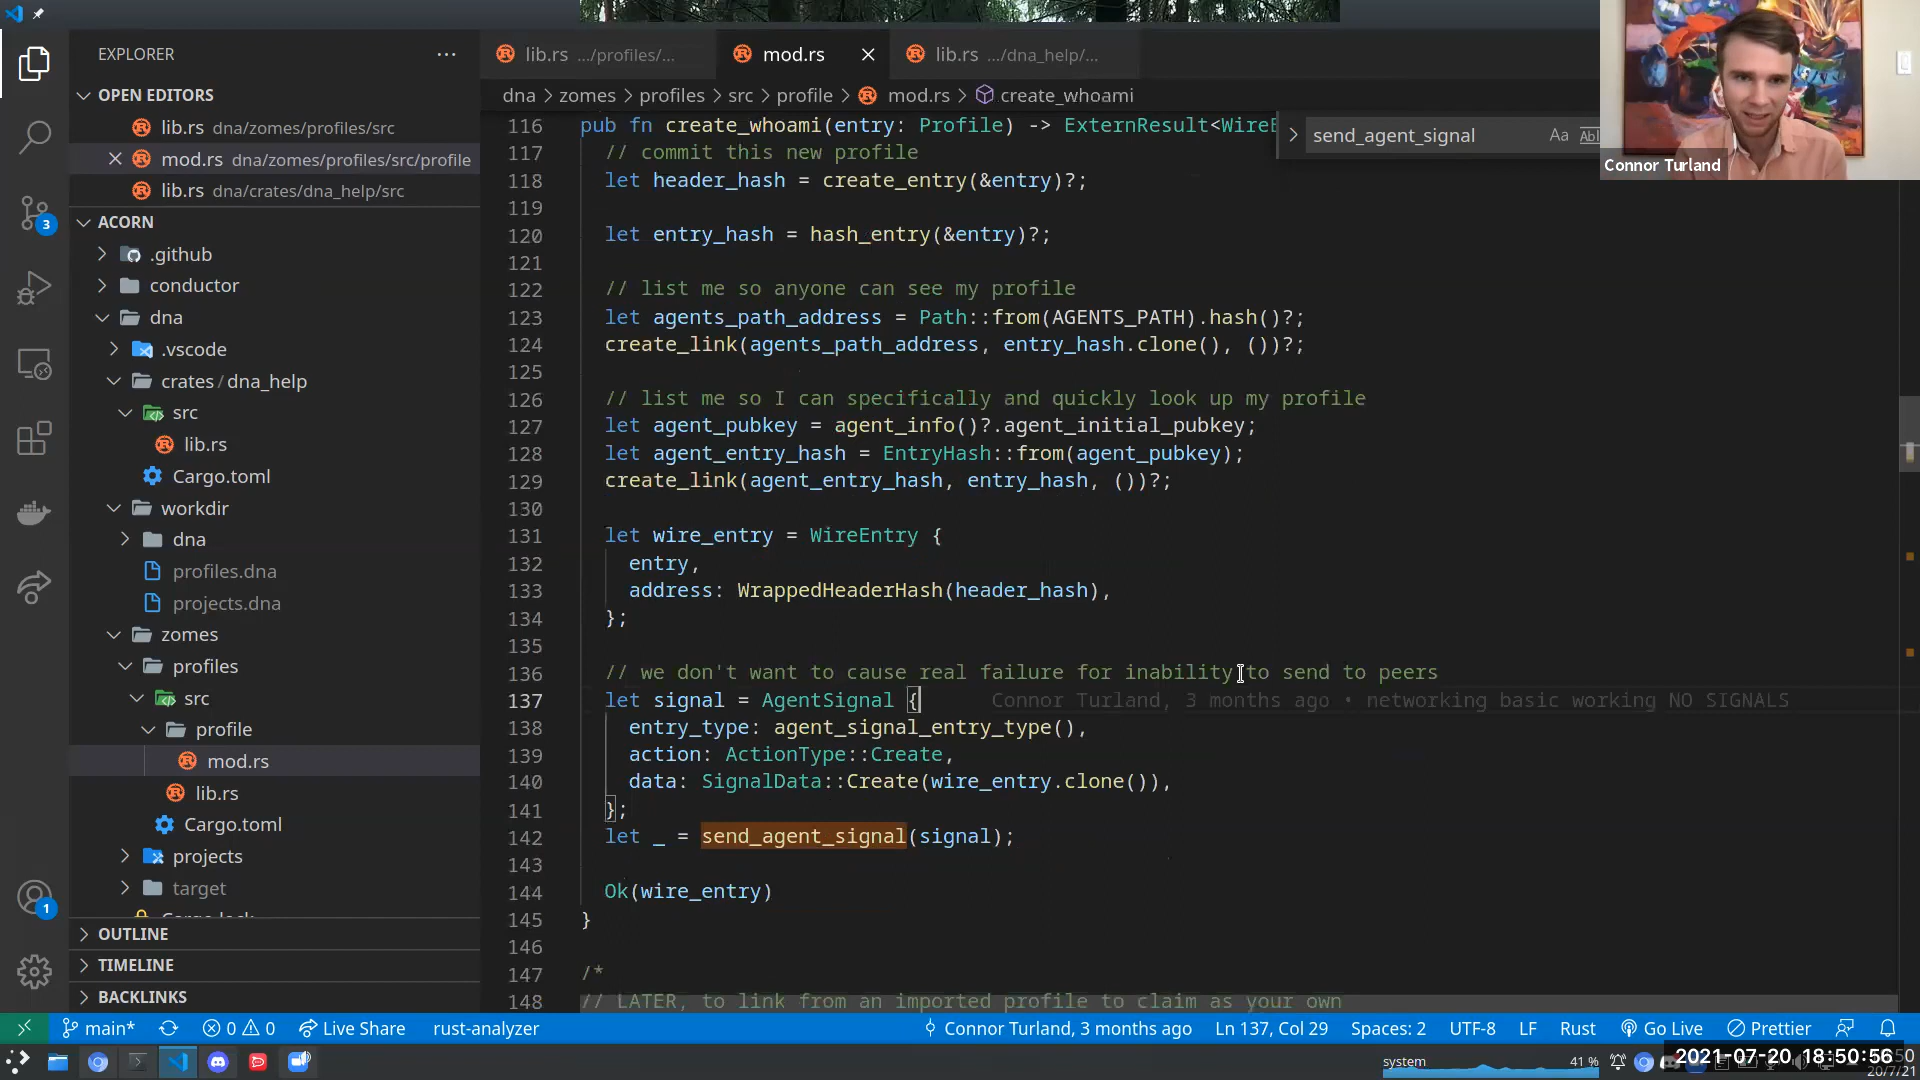 EXPLORER
OPEN EDITORS
lib.rs dna/zomes/profiles/src
mod.rs dna/zomes/profiles/src/profile
lib.rs dna/crates/dna_help/src
ACORN
.github
conductor
dna
.vscode
crates/dna_help
src
lib.rs
Cargo.toml
workdir
dna
profiles.dna
projects.dna
zomes
profiles
src
profile
mod.rs
lib.rs
Cargo.toml
projects
target
Cargo.lock
OUTLINE
TIMELINE
BACKLINKS
3
1
lib.rs .../profiles/...
mod.rs
lib.rs .../dna_help/...
dna > zomes > profiles > src > profile > mod.rs > create_whoami
send_agent_signal Aa
Connor Turland
116 pub fn create_whoami(entry: Profile) -> ExternResult<WireE
117 // commit this new profile
118 let header_hash = create_entry(&entry)?;
119
120 let entry_hash = hash_entry(&entry)?;
121
122 // list me so anyone can see my profile
123 let agents_path_address = Path::from(AGENTS_PATH).hash()?;
124 create_link(agents_path_address, entry_hash.clone(), ())?;
125
126 // list me so I can specifically and quickly look up my profile
127 let agent_pubkey = agent_info()?.agent_initial_pubkey;
128 let agent_entry_hash = EntryHash::from(agent_pubkey);
129 create_link(agent_entry_hash, entry_hash, ())?;
130
131 let wire_entry = WireEntry {
132 entry,
133 address: WrappedHeaderHash(header_hash),
134 };
135
136 // we don't want to cause real failure for inability to send to peers
137 let signal = AgentSignal { Connor Turland, 3 months ago • networking basic working NO SIGNALS
138 entry_type: agent_signal_entry_type(),
139 action: ActionType::Create,
140 data: SignalData::Create(wire_entry.clone()),
141 };
142 let _ = send_agent_signal(signal);
143
144 Ok(wire_entry)
145 }
146
147 /*
148 // LATER, to link from an imported profile to claim as your own
main* 0 0 Live Share rust-analyzer
Connor Turland, 3 months ago Ln 137, Col 29 Spaces: 2 UTF-8 LF Rust Go Live Prettier
system 41 %
2021-07-20 18:50:56
20/7/21